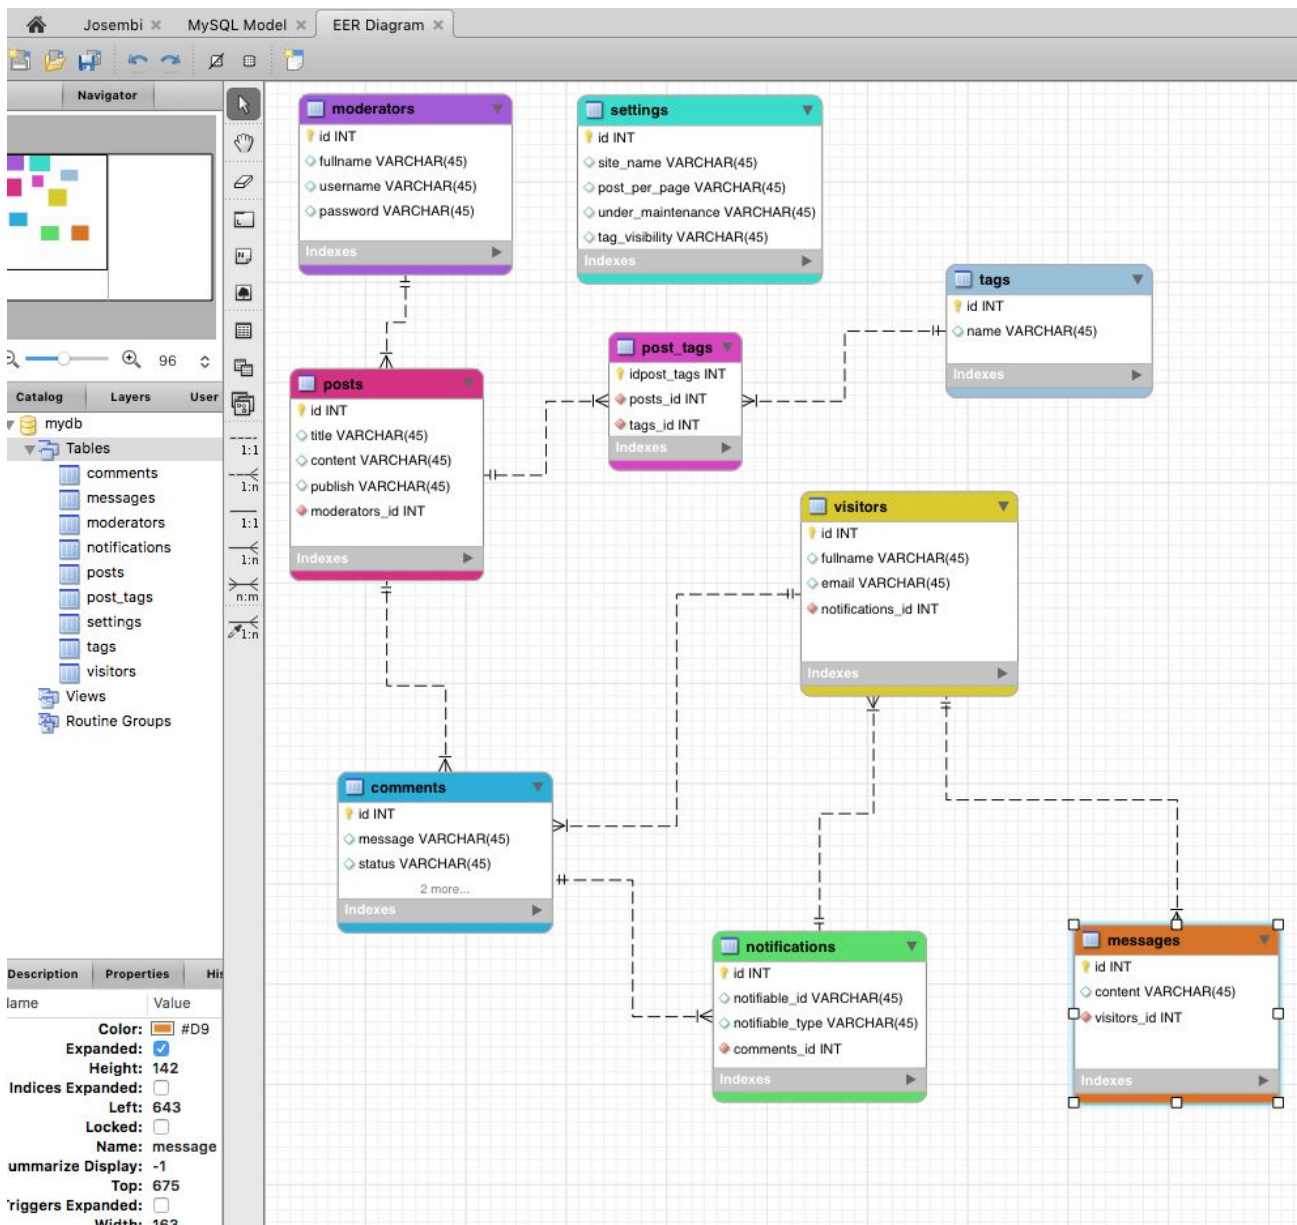 Josembi
MySQL Model
EER Diagram
Navigator
96
Catalog
Layers
User
mydb
Tables
comments
messages
moderators
notifications
posts
post_tags
settings
tags
visitors
Views
Routine Groups
Description
Properties
His
Name
Value
Color: #D9
Expanded:
Height: 142
Indices Expanded:
Left: 643
Locked:
Name: message
ummarize Display: -1
Top: 675
Triggers Expanded:
Width: 163
1:1
1:n
1:1
1:n
n:m
1:n
moderators
id INT
fullname VARCHAR(45)
username VARCHAR(45)
password VARCHAR(45)
Indexes
settings
id INT
site_name VARCHAR(45)
post_per_page VARCHAR(45)
under_maintenance VARCHAR(45)
tag_visibility VARCHAR(45)
Indexes
tags
id INT
name VARCHAR(45)
Indexes
post_tags
idpost_tags INT
posts_id INT
tags_id INT
Indexes
posts
id INT
title VARCHAR(45)
content VARCHAR(45)
publish VARCHAR(45)
moderators_id INT
Indexes
visitors
id INT
fullname VARCHAR(45)
email VARCHAR(45)
notifications_id INT
Indexes
comments
id INT
message VARCHAR(45)
status VARCHAR(45)
2 more...
Indexes
notifications
id INT
notifiable_id VARCHAR(45)
notifiable_type VARCHAR(45)
comments_id INT
Indexes
messages
id INT
content VARCHAR(45)
visitors_id INT
Indexes